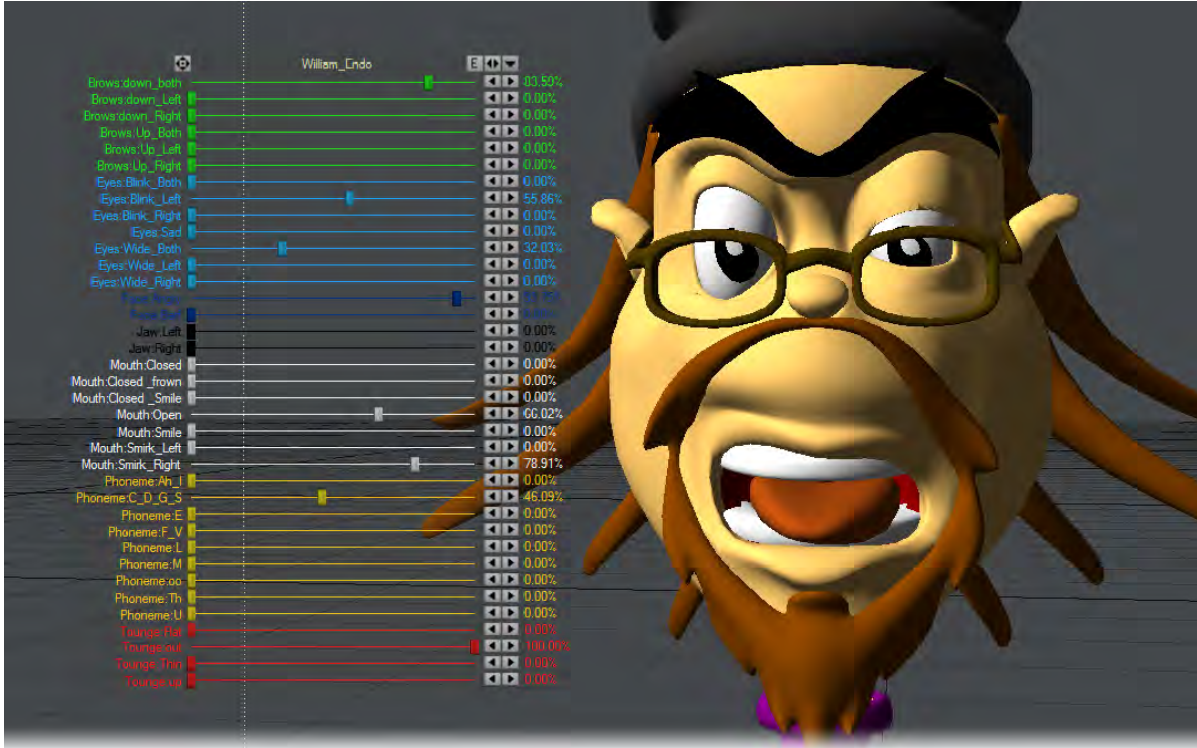 William_Endo E
Brows:down_both 83.59%
Brows:down_Left 0.00%
Brows:down_Right 0.00%
Brows:Up_Both 0.00%
Brows:Up_Left 0.00%
Brows:Up_Right 0.00%
Eyes:Blink_Both 0.00%
Eyes:Blink_Left 55.86%
Eyes:Blink_Right 0.00%
Eyes:Sad 0.00%
Eyes:Wide_Both 32.03%
Eyes:Wide_Left 0.00%
Eyes:Wide_Right 0.00%
Jaw:Left 0.00%
Jaw:Right 0.00%
Mouth:Closed 0.00%
Mouth:Closed _frown 0.00%
Mouth:Closed _Smile 0.00%
Mouth:Open 66.02%
Mouth:Smile 0.00%
Mouth:Smirk_Left 0.00%
Mouth:Smirk_Right 78.91%
Phoneme:Ah_I 0.00%
Phoneme:C_D_G_S 46.09%
Phoneme:E 0.00%
Phoneme:F_V 0.00%
Phoneme:L 0.00%
Phoneme:M 0.00%
Phoneme:oo 0.00%
Phoneme:Th 0.00%
Phoneme:U 0.00%
0.00%
100.00%
0.00%
0.00%